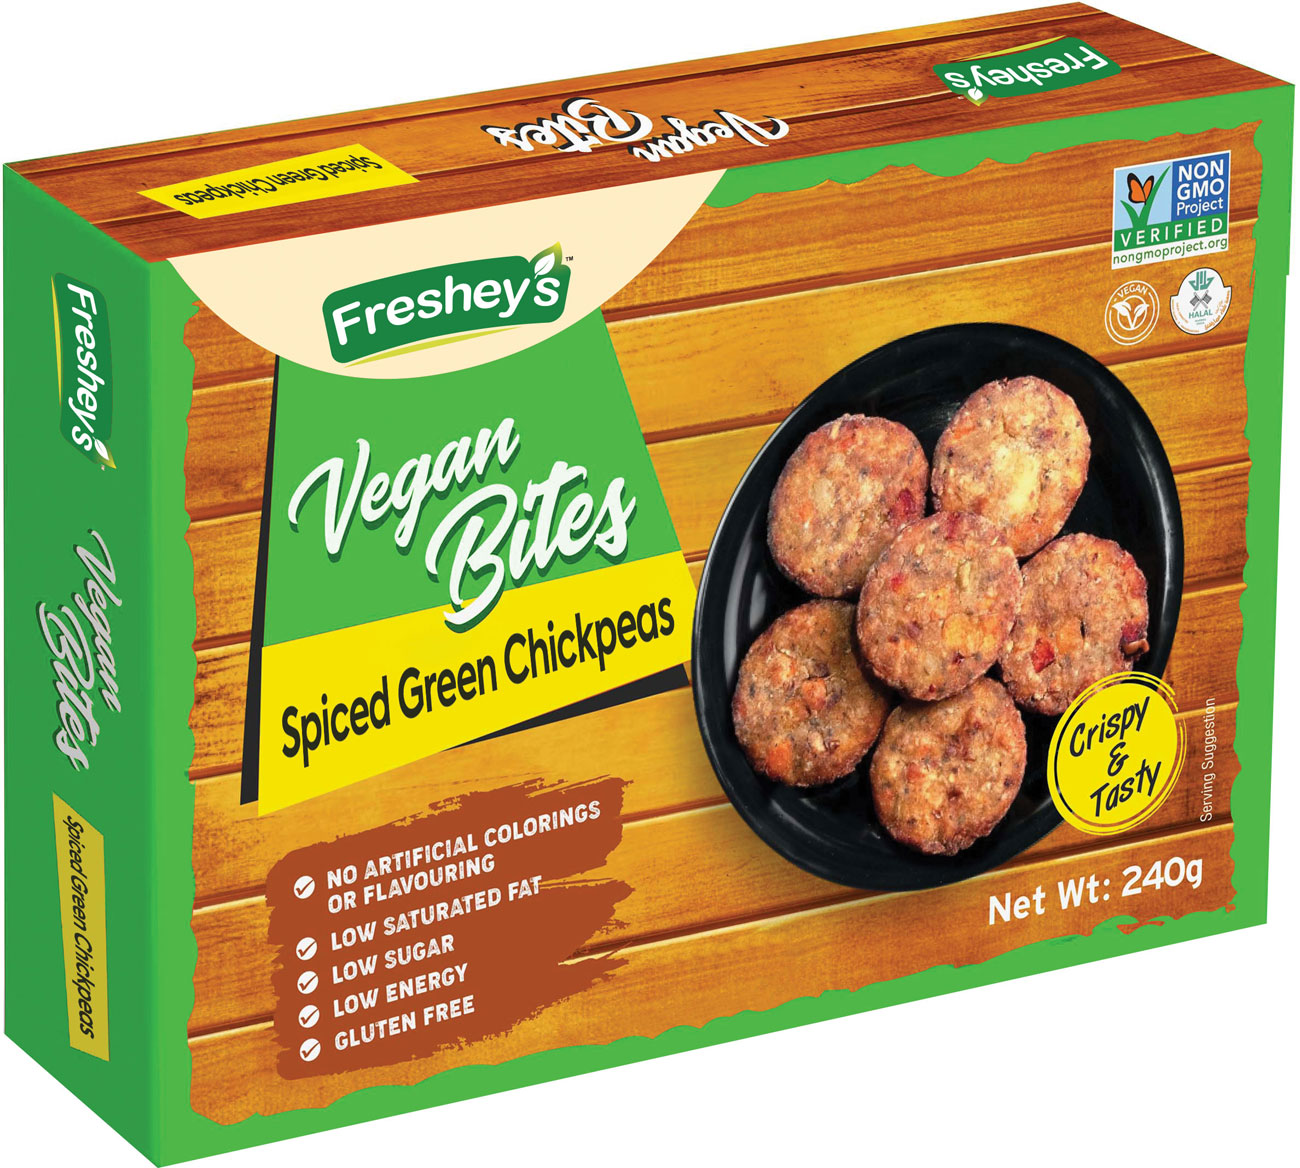 Freshey's
Vegan Bites
Spiced Green Chickpeas
Freshey's™
Vegan
Bites
Spiced Green Chickpeas
NO ARTIFICIAL COLORINGS
OR FLAVOURING
LOW SATURATED FAT
LOW SUGAR
LOW ENERGY
GLUTEN FREE
NON
GMO
Project
VERIFIED
nongmoproject.org
VEGAN
HALAL
Crispy
&
Tasty
Serving Suggestion
Net Wt: 240g
Freshey's
Vegan
Bites
Spiced Green Chickpeas